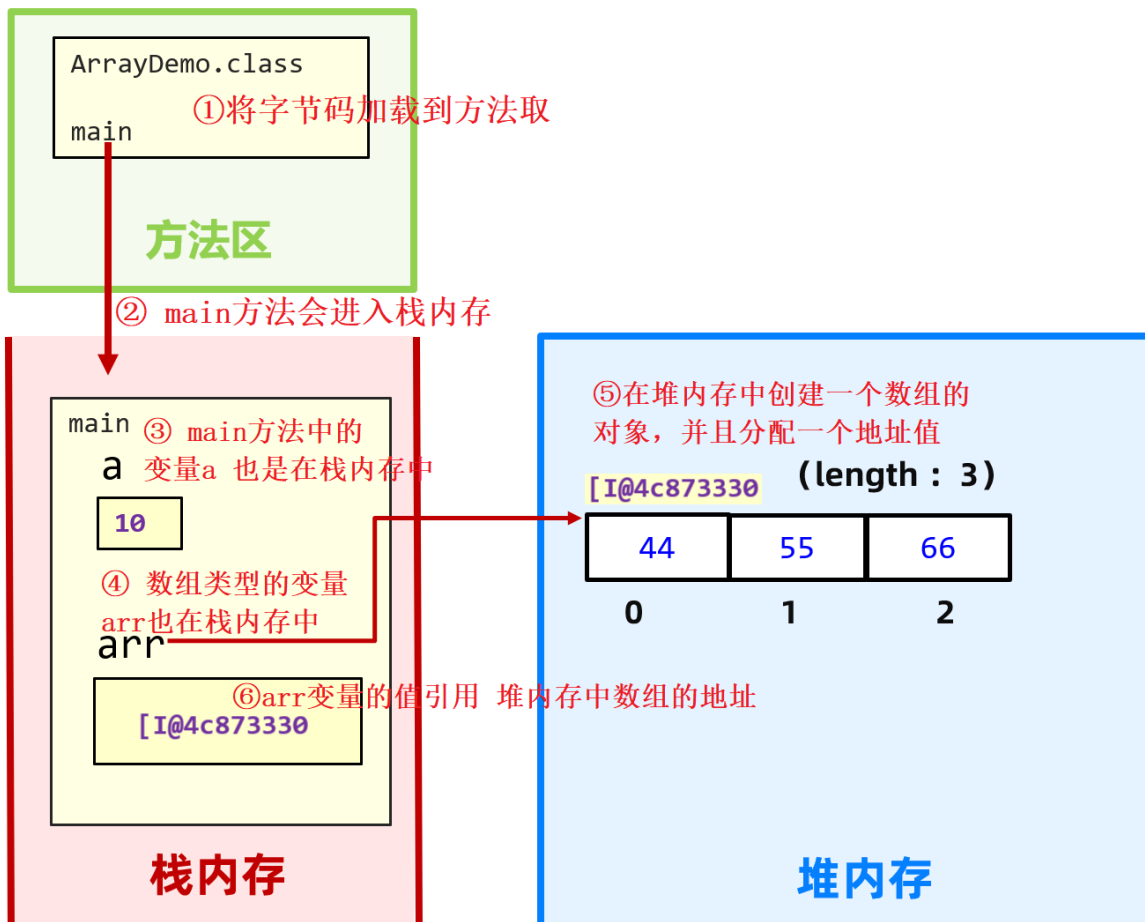 ArrayDemo.class
①将字节码加载到方法取
main
方法区
② main方法会进入栈内存
main
③ main方法中的
变量a 也是在栈内存中
a
10
④ 数组类型的变量
arr也在栈内存中
arr
⑥arr变量的值引用 堆内存中数组的地址
[I@4c873330
栈内存
⑤在堆内存中创建一个数组的
对象，并且分配一个地址值
[I@4c873330 (length : 3)
44 55 66
0 1 2
堆内存